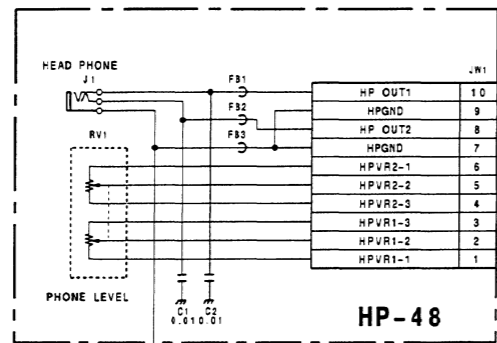 HEAD PHONE
J1
JW1
FB1
HP OUT1 10
FB2
HPGND 9
HP OUT2 8
FB3
HPGND 7
RV1
HPVR2-1 6
HPVR2-2 5
HPVR2-3 4
HPVR1-3 3
HPVR1-2 2
HPVR1-1 1
PHONE LEVEL
C1 C2
0.01 0.01
HP-48